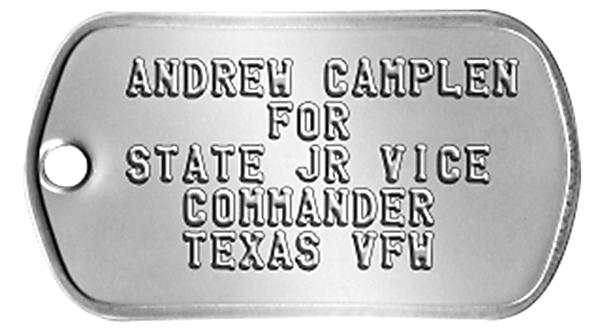 ANDREW CAMPLEN
FOR
STATE JR VICE
COMMANDER
TEXAS VFW